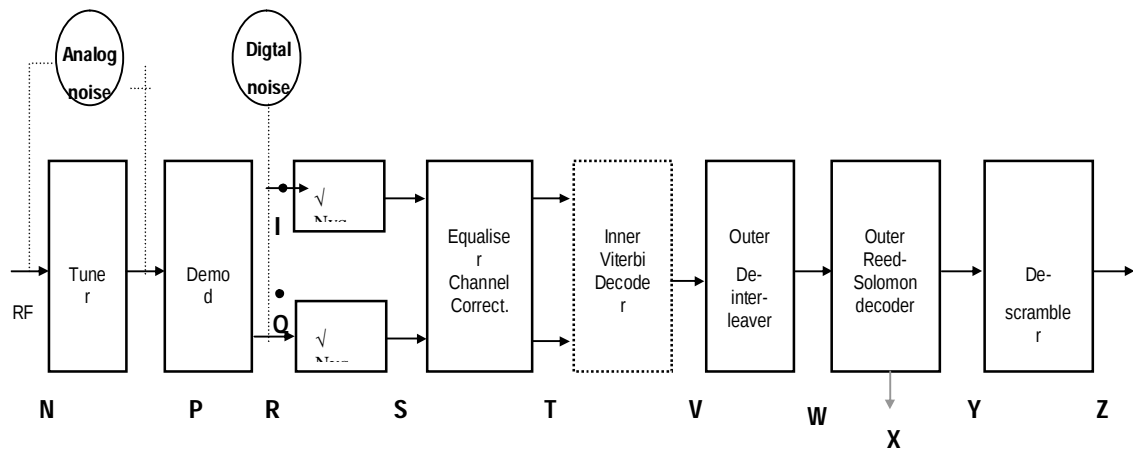 Analog
noise
Digtal
noise
RF
Tune
r
Demo
d
I
Q
√
√
Equalise
r
Channel
Correct.
Inner
Viterbi
Decode
r
Outer
De-
inter-
leaver
Outer
Reed-
Solomon
decoder
De-
scramble
r
N
P
R
S
T
V
W
X
Y
Z